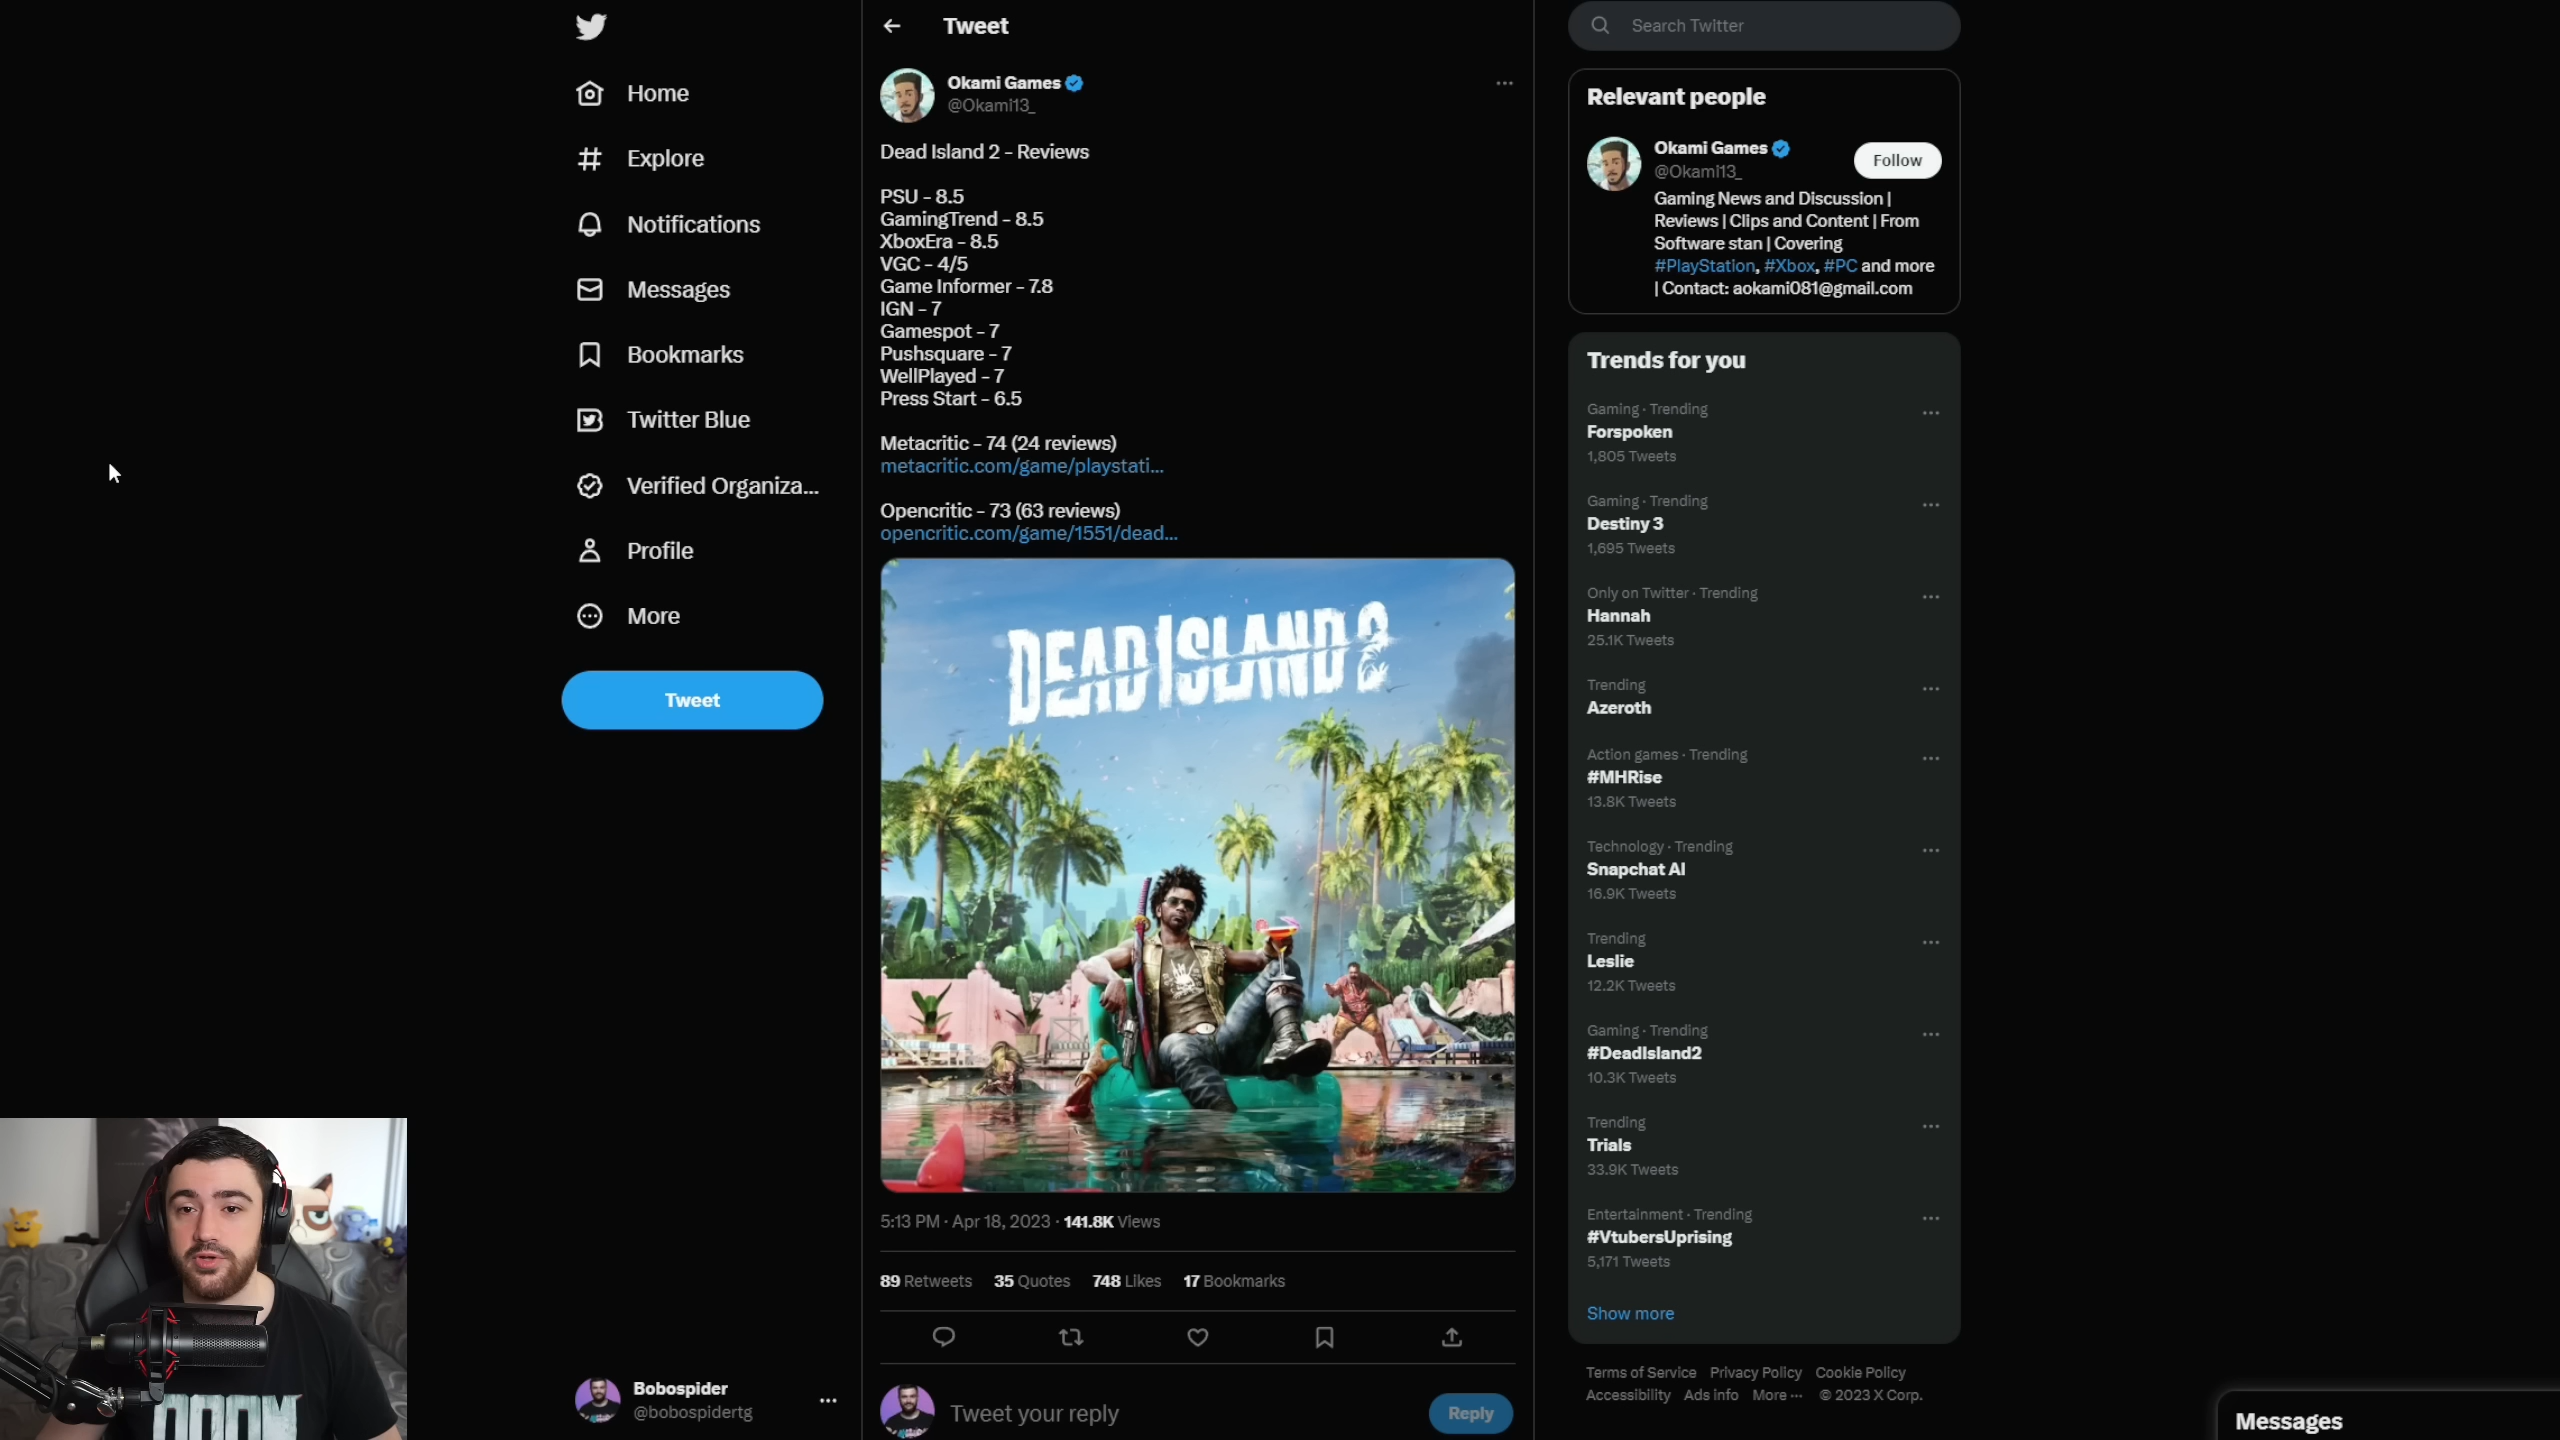 Home
Explore
Notifications
Messages
Bookmarks
Twitter Blue
Verified Organiza...
Profile
More
Tweet
Bobospider
@bobospidertg
Tweet
Okami Games
@Okami13_
Dead Island 2 - Reviews
PSU - 8.5
GamingTrend - 8.5
XboxEra - 8.5
VGC - 4/5
Game Informer - 7.8
IGN - 7
Gamespot - 7
Pushsquare - 7
WellPlayed - 7
Press Start - 6.5
Metacritic - 74 (24 reviews)
metacritic.com/game/playstati...
Opencritic - 73 (63 reviews)
opencritic.com/game/1551/dead...
DEAD ISLAND 2
5:13 PM · Apr 18, 2023 · 141.8K Views
89 Retweets 35 Quotes 748 Likes 17 Bookmarks
Tweet your reply
Reply
Search Twitter
Relevant people
Okami Games
@Okami13_
Follow
Gaming News and Discussion |
Reviews | Clips and Content | From
Software stan | Covering
#PlayStation, #Xbox, #PC and more
| Contact: aokami081@gmail.com
Trends for you
Gaming · Trending
Forspoken
1,805 Tweets
Gaming · Trending
Destiny 3
1,695 Tweets
Only on Twitter · Trending
Hannah
25.1K Tweets
Trending
Azeroth
Action games · Trending
#MHRise
13.8K Tweets
Technology · Trending
Snapchat AI
16.9K Tweets
Trending
Leslie
12.2K Tweets
Gaming · Trending
#DeadIsland2
10.3K Tweets
Trending
Trials
33.9K Tweets
Entertainment · Trending
#VtubersUprising
5,171 Tweets
Show more
Terms of Service Privacy Policy Cookie Policy
Accessibility Ads info More ··· © 2023 X Corp.
Messages
DOOM